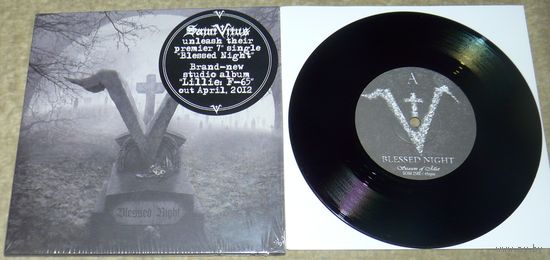 Saint Vitus
unleash their
premier 7" single
"Blessed Night"
Brand-new
studio album
"Lillie: F-65"
out April, 2012
Blessed Night
A
BLESSED NIGHT
Season of Mist